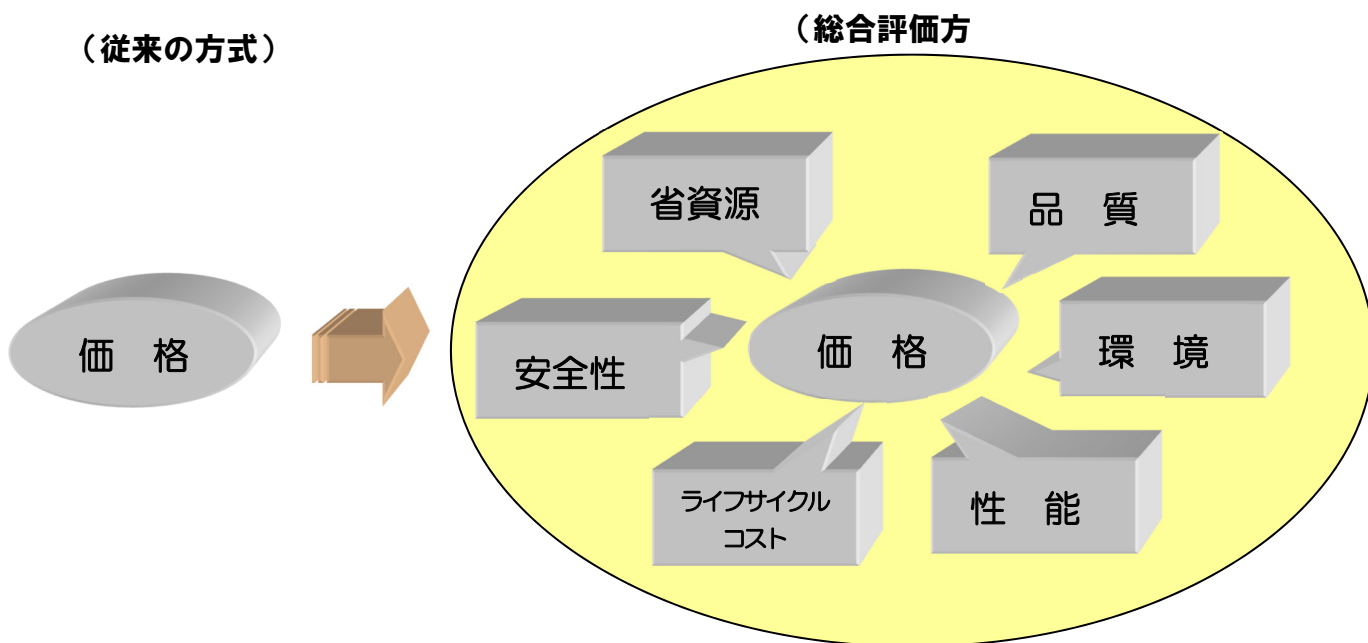 （従来の方式）
（総合評価方
価　格
省資源
品　質
安全性
価　格
環　境
ライフサイクル
コスト
性　能